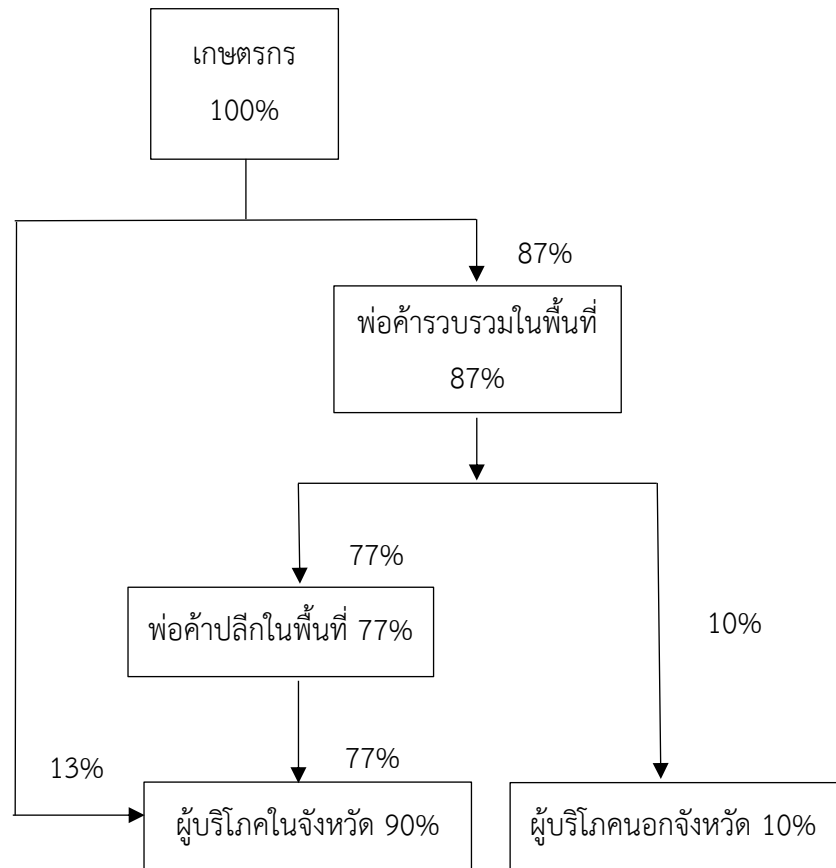 เกษตรกร
100%
87%
พ่อค้ารวบรวมในพื้นที่
87%
77%
พ่อค้าปลีกในพื้นที่ 77%
10%
13%
77%
ผู้บริโภคในจังหวัด 90%
ผู้บริโภคนอกจังหวัด 10%